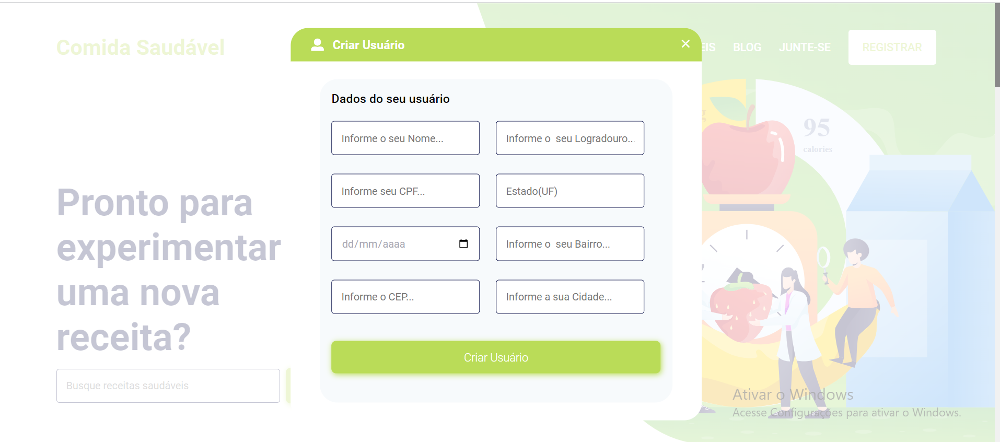 Comida Saudável
EIS
BLOG
JUNTE-SE
REGISTRAR
Criar Usuário
Dados do seu usuário
Informe o seu Nome...
Informe o  seu Logradouro...
Informe seu CPF...
Estado(UF)
dd/mm/aaaa
Informe o  seu Bairro...
Informe o CEP...
Informe a sua Cidade...
Criar Usuário
Pronto para
experimentar
uma nova
receita?
Busque receitas saudáveis
g
95
calories
Ativar o Windows
Acesse Configurações para ativar o Windows.